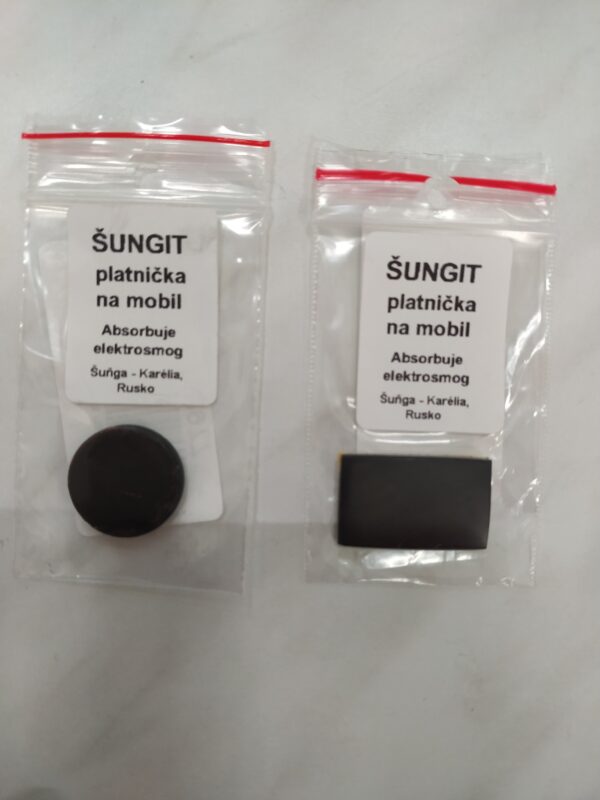 ŠUNGIT
platnička
na mobil
Absorbuje
elektrosmog
Šuňga - Karélia,
Rusko
ŠUNGIT
platnička
na mobil
Absorbuje
elektrosmog
Šuňga - Karélia,
Rusko